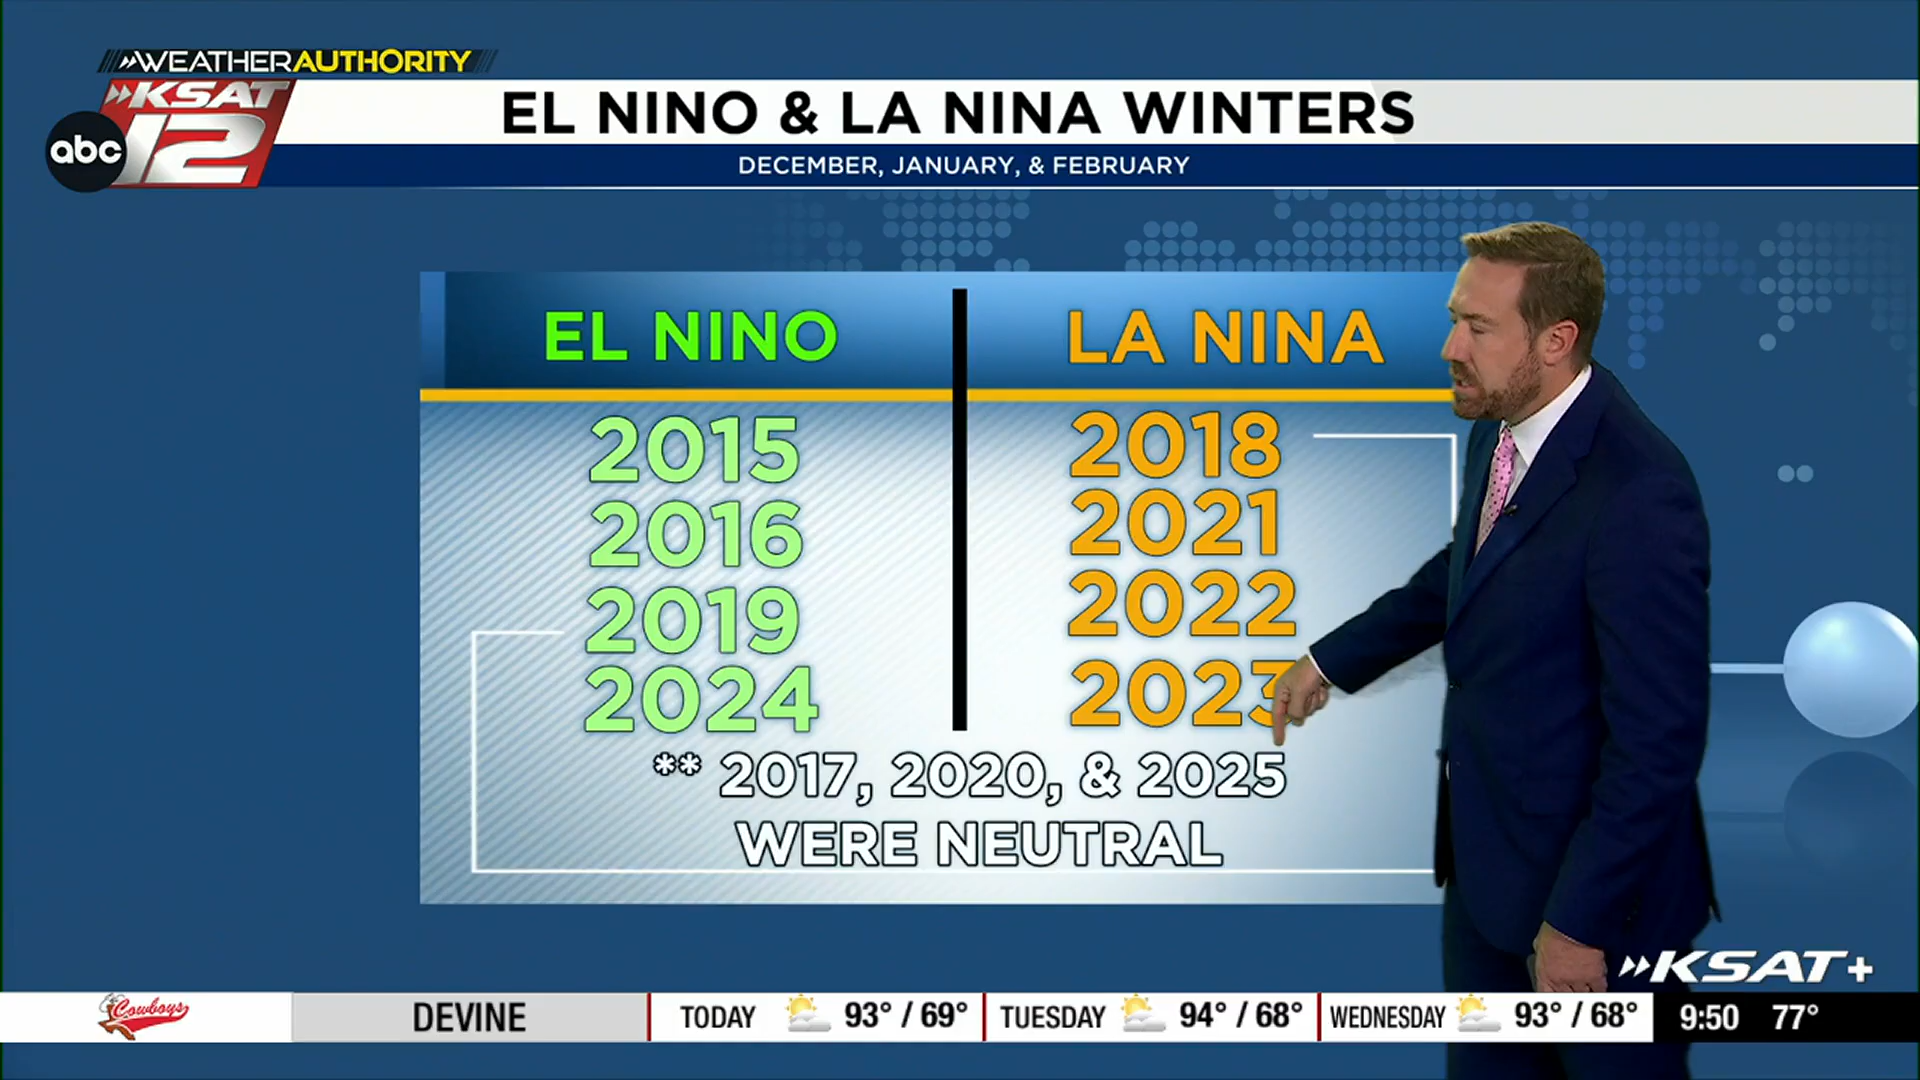 WEATHERAUTHORITY
KSAT
abc 12
EL NINO & LA NINA WINTERS
DECEMBER, JANUARY, & FEBRUARY
EL NINO LA NINA
2015 2018
2016 2021
2019 2022
2024 2023
** 2017, 2020, & 2025
WERE NEUTRAL
KSAT+
Cowboys DEVINE TODAY 93° / 69° TUESDAY 94° / 68° WEDNESDAY 93° / 68° 9:50 77°